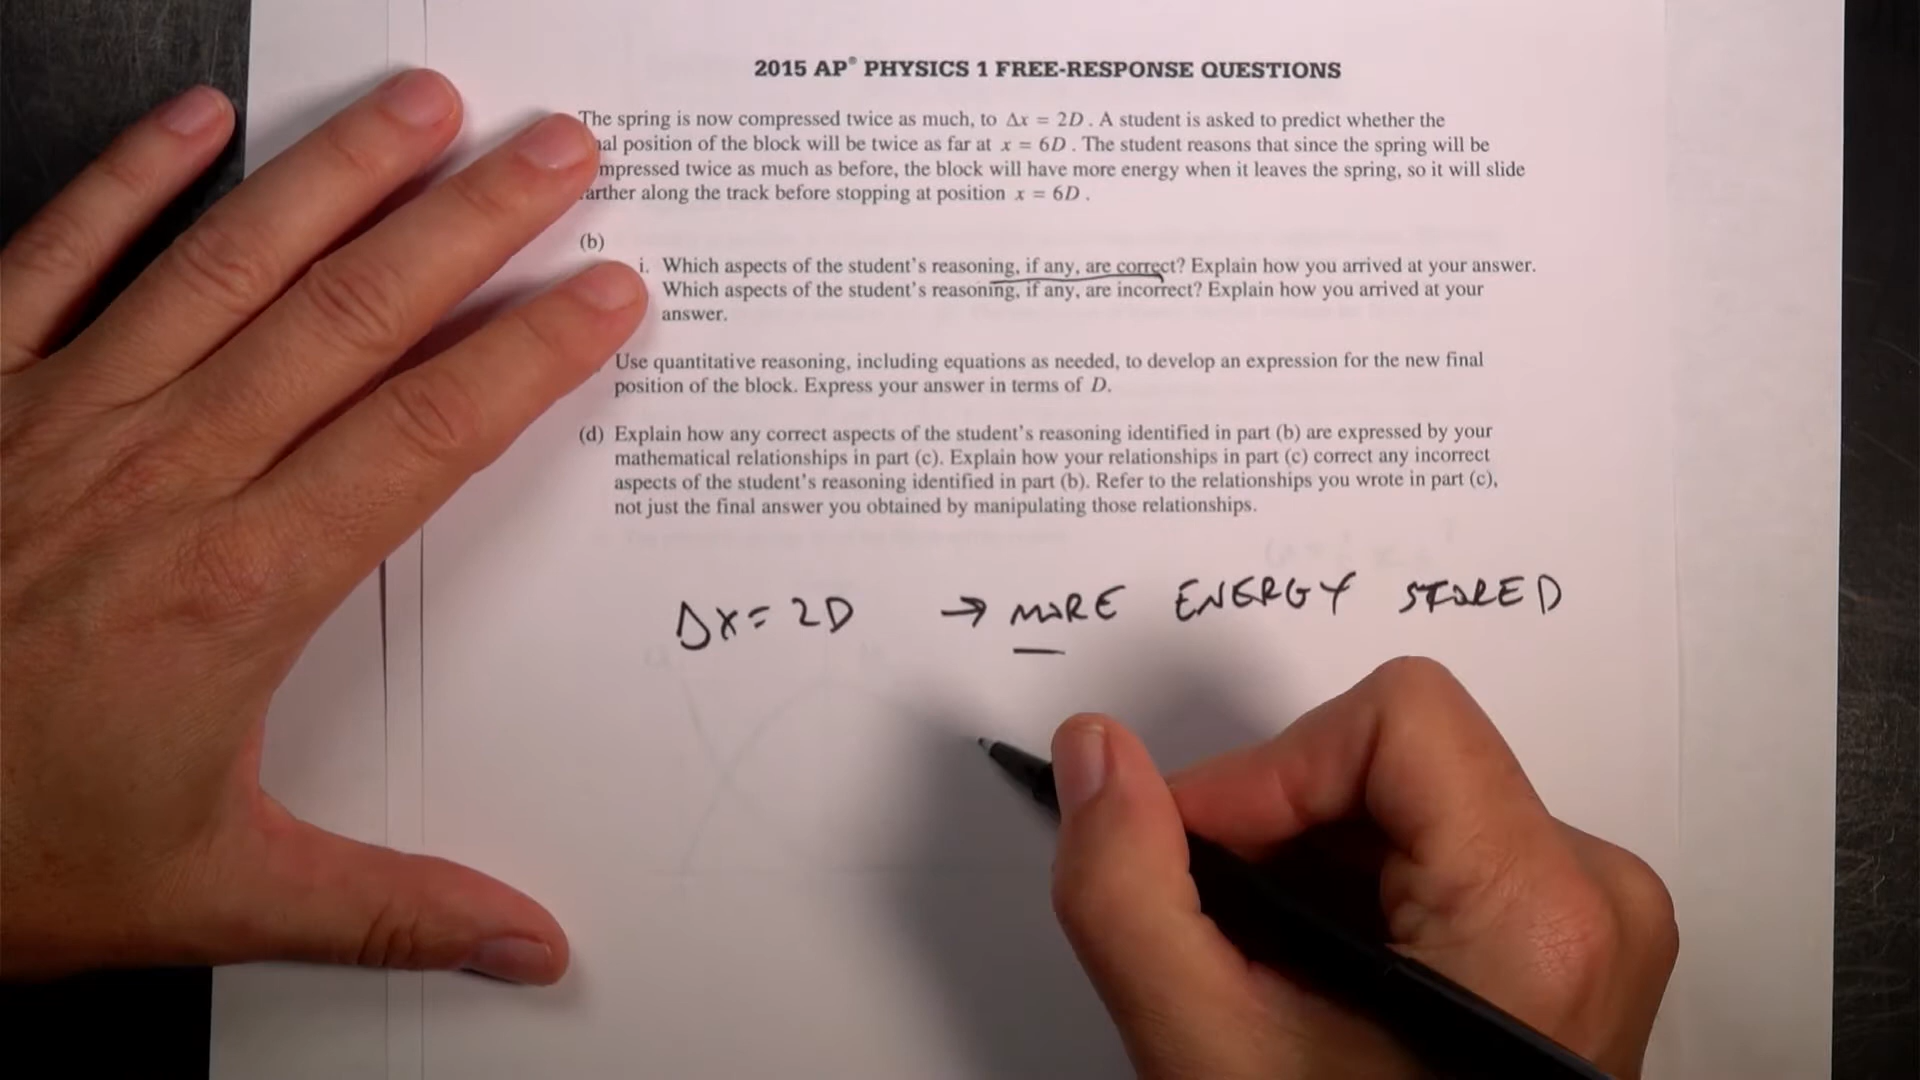 2015 AP® PHYSICS 1 FREE-RESPONSE QUESTIONS
The spring is now compressed twice as much, to Δx = 2D. A student is asked to predict whether the
position of the block will be twice as far at x = 6D. The student reasons that since the spring will be
mpressed twice as much as before, the block will have more energy when it leaves the spring, so it will slide
arther along the track before stopping at position x = 6D.
(b)
i. Which aspects of the student's reasoning, if any, are correct? Explain how you arrived at your answer.
Which aspects of the student's reasoning, if any, are incorrect? Explain how you arrived at your
answer.
Use quantitative reasoning, including equations as needed, to develop an expression for the new final
position of the block. Express your answer in terms of D.
(d) Explain how any correct aspects of the student's reasoning identified in part (b) are expressed by your
mathematical relationships in part (c). Explain how your relationships in part (c) correct any incorrect
aspects of the student's reasoning identified in part (b). Refer to the relationships you wrote in part (c),
not just the final answer you obtained by manipulating those relationships.
Δx = 2D → MORE ENERGY STORED